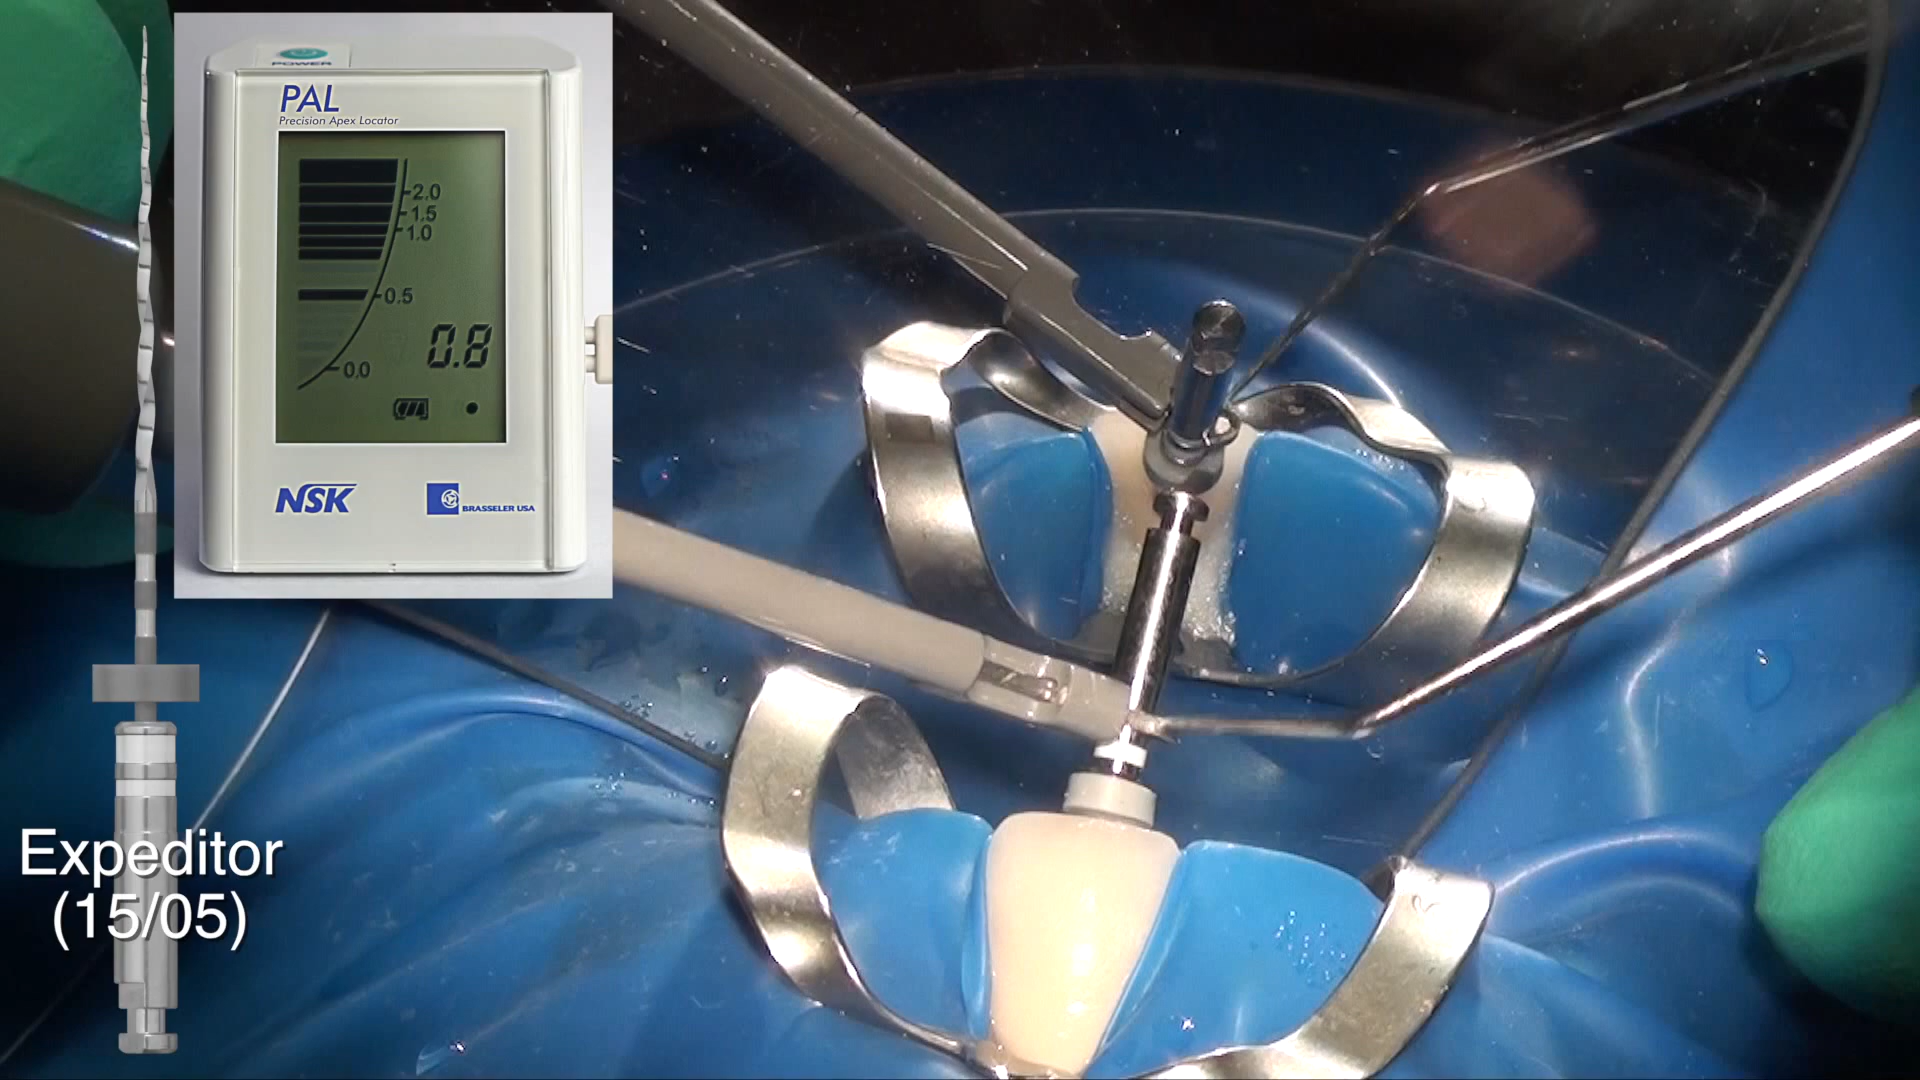 POWER
PAL
Precision Apex Locator
2.0
1.5
1.0
0.5
0.8
0.0
NSK
BRASSELER USA
Expeditor
(15/05)